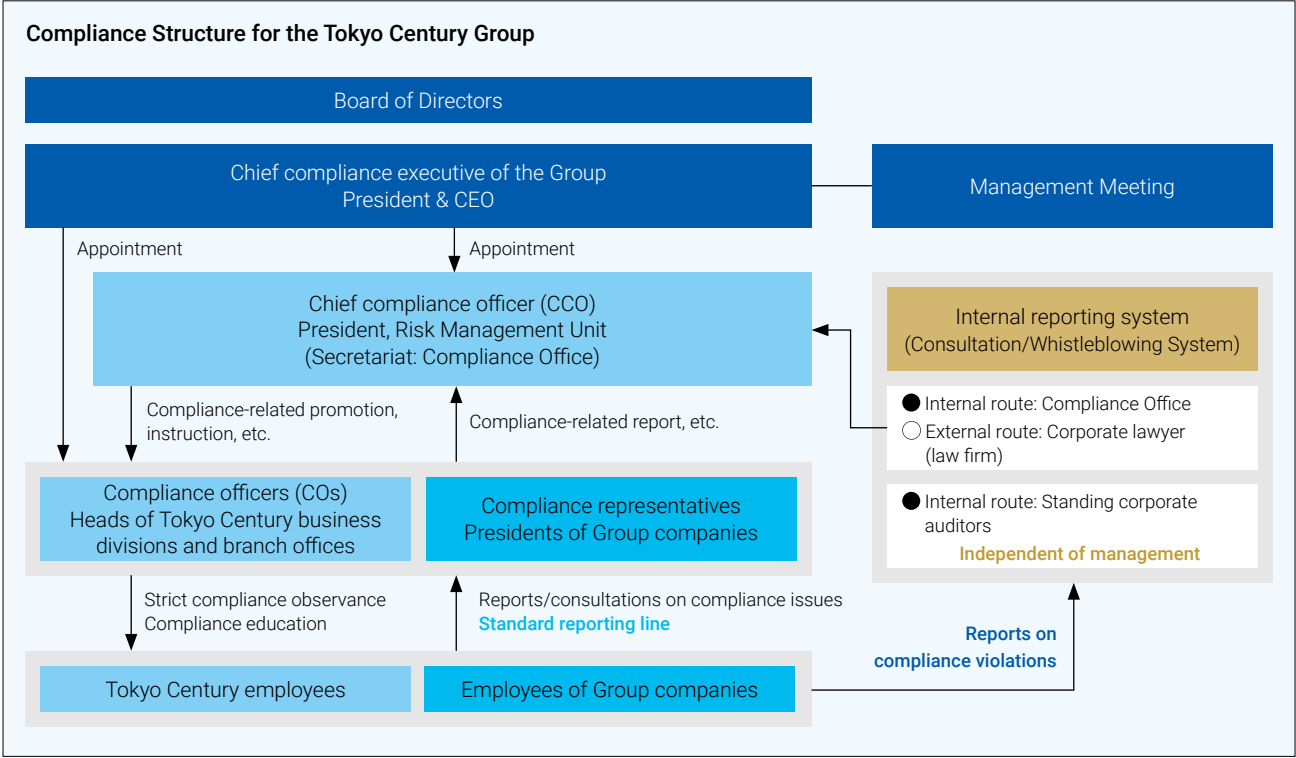 Compliance Structure for the Tokyo Century Group
Board of Directors
Chief compliance executive of the Group
President & CEO
Management Meeting
Appointment
Appointment
Chief compliance officer (CCO)
President, Risk Management Unit
(Secretariat: Compliance Office)
Internal reporting system
(Consultation/Whistleblowing System)
Internal route: Compliance Office
External route: Corporate lawyer
(law firm)
Internal route: Standing corporate
auditors
Independent of management
Compliance-related promotion,
instruction, etc.
Compliance-related report, etc.
Compliance officers (COs)
Heads of Tokyo Century business
divisions and branch offices
Compliance representatives
Presidents of Group companies
Strict compliance observance
Compliance education
Reports/consultations on compliance issues
Standard reporting line
Reports on
compliance violations
Tokyo Century employees
Employees of Group companies